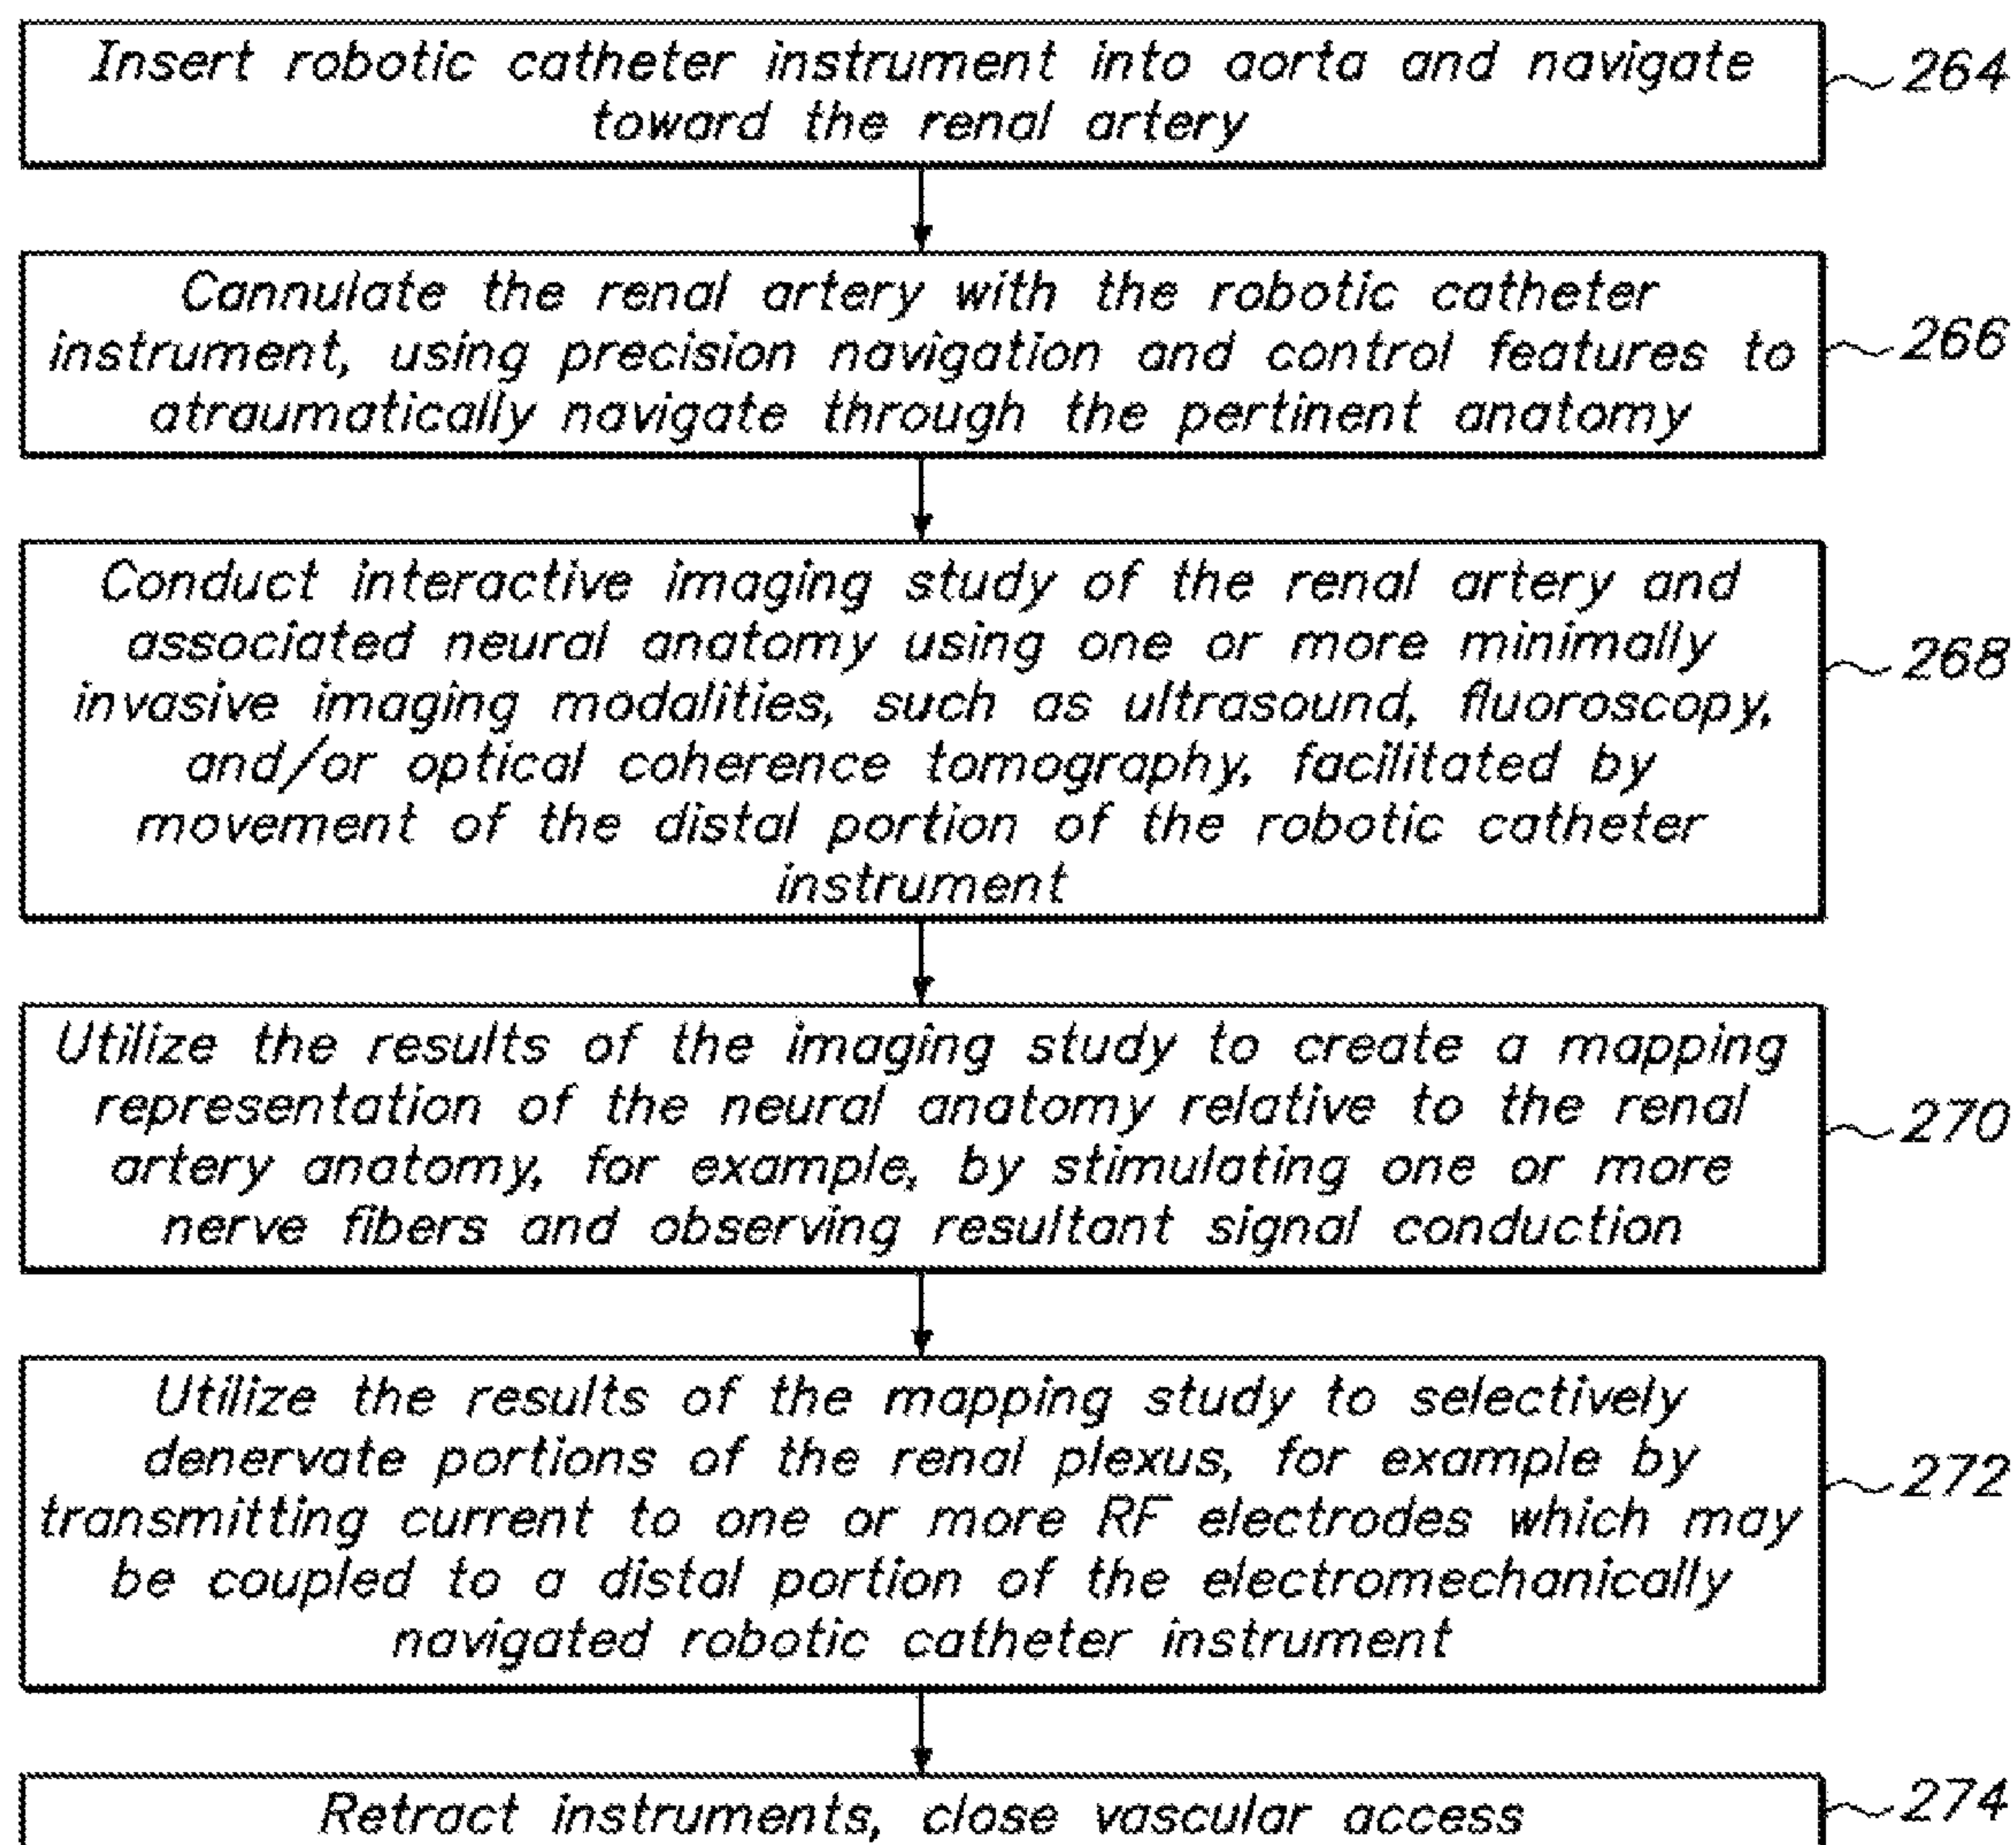 Insert robotic catheter instrument into aorta and navigate
toward the renal artery
264
Cannulate the renal artery with the robotic catheter
instrument, using precision navigation and control features to
atraumatically navigate through the pertinent anatomy
266
Conduct interactive imaging study of the renal artery and
associated neural anatomy using one or more minimally
invasive imaging modalities, such as ultrasound, fluoroscopy,
and/or optical coherence tomography, facilitated by
movement of the distal portion of the robotic catheter
instrument
268
Utilize the results of the imaging study to create a mapping
representation of the neural anatomy relative to the renal
artery anatomy, for example, by stimulating one or more
nerve fibers and observing resultant signal conduction
270
Utilize the results of the mapping study to selectively
denervate portions of the renal plexus, for example by
transmitting current to one or more RF electrodes which may
be coupled to a distal portion of the electromechanically
navigated robotic catheter instrument
272
Retract instruments, close vascular access
274